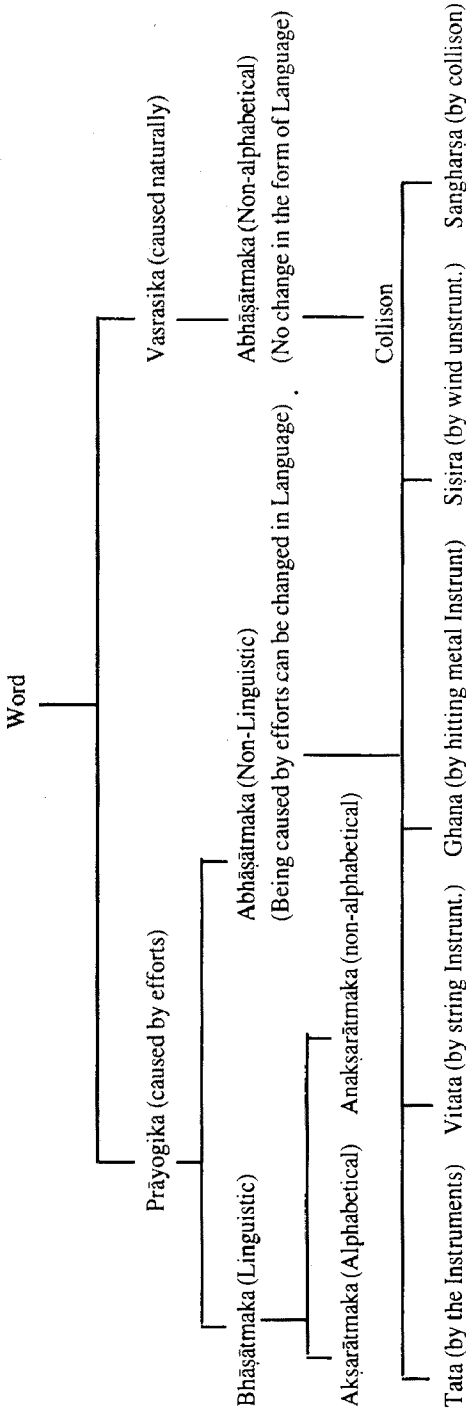 Word
Prāyogika (caused by efforts)
Vasrasika (caused naturally)
Bhāṣātmaka (Linguistic)
Abhāṣātmaka (Non-Linguistic)
(Being caused by efforts can be changed in Language)
Abhāṣātmaka (Non-alphabetical)
(No change in the form of Language)
Akṣarātmaka (Alphabetical)
Anakṣarātmaka (non-alphabetical)
Collison
Tata (by the Instruments)
Vitata (by string Instrunt.)
Ghana (by hitting metal Instrunt)
Siṣira (by wind unstrunt.)
Sangharṣa (by collison)